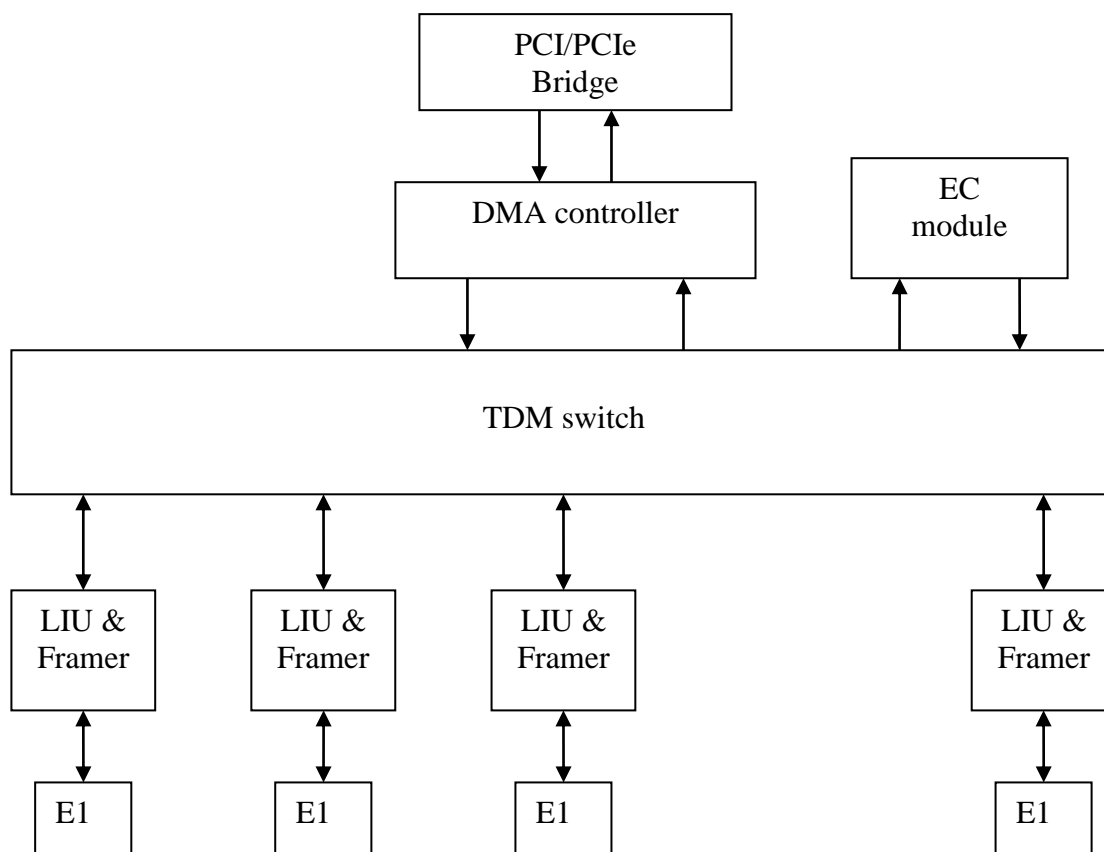 PCI/PCIe
Bridge
DMA controller
EC
module
TDM switch
LIU &
Framer
LIU &
Framer
LIU &
Framer
LIU &
Framer
E1
E1
E1
E1